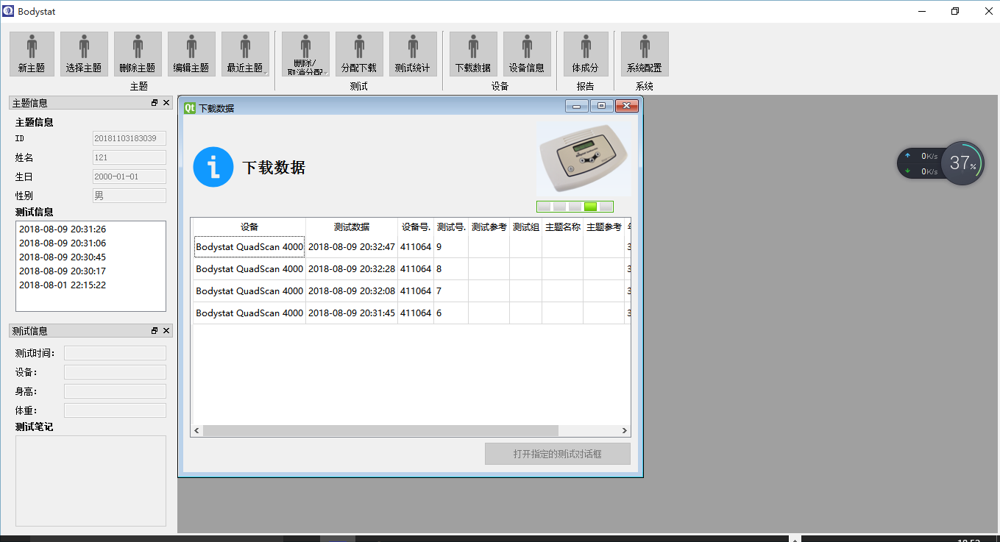 Bodystat
新主题 选择主题 删除主题 编辑主题 最近主题 删除/ 分配下载 测试统计 下载数据 设备信息 体成分 系统配置
取消分配
主题 测试 设备 报告 系统
主题信息
主题信息
ID 20181103183039
姓名 121
生日 2000-01-01
性别 男
测试信息
2018-08-09 20:31:26
2018-08-09 20:31:06
2018-08-09 20:30:45
2018-08-09 20:30:17
2018-08-01 22:15:22
测试信息
测试时间:
设备:
身高:
体重:
测试笔记
Qt 下载数据
下载数据
设备 测试数据 设备号. 测试号. 测试参考 测试组 主题名称 主题参考
Bodystat QuadScan 4000 2018-08-09 20:32:47 411064 9 3
Bodystat QuadScan 4000 2018-08-09 20:32:28 411064 8 3
Bodystat QuadScan 4000 2018-08-09 20:32:08 411064 7 3
Bodystat QuadScan 4000 2018-08-09 20:31:45 411064 6 3
打开指定的测试对话框
0K/s
0K/s
37%